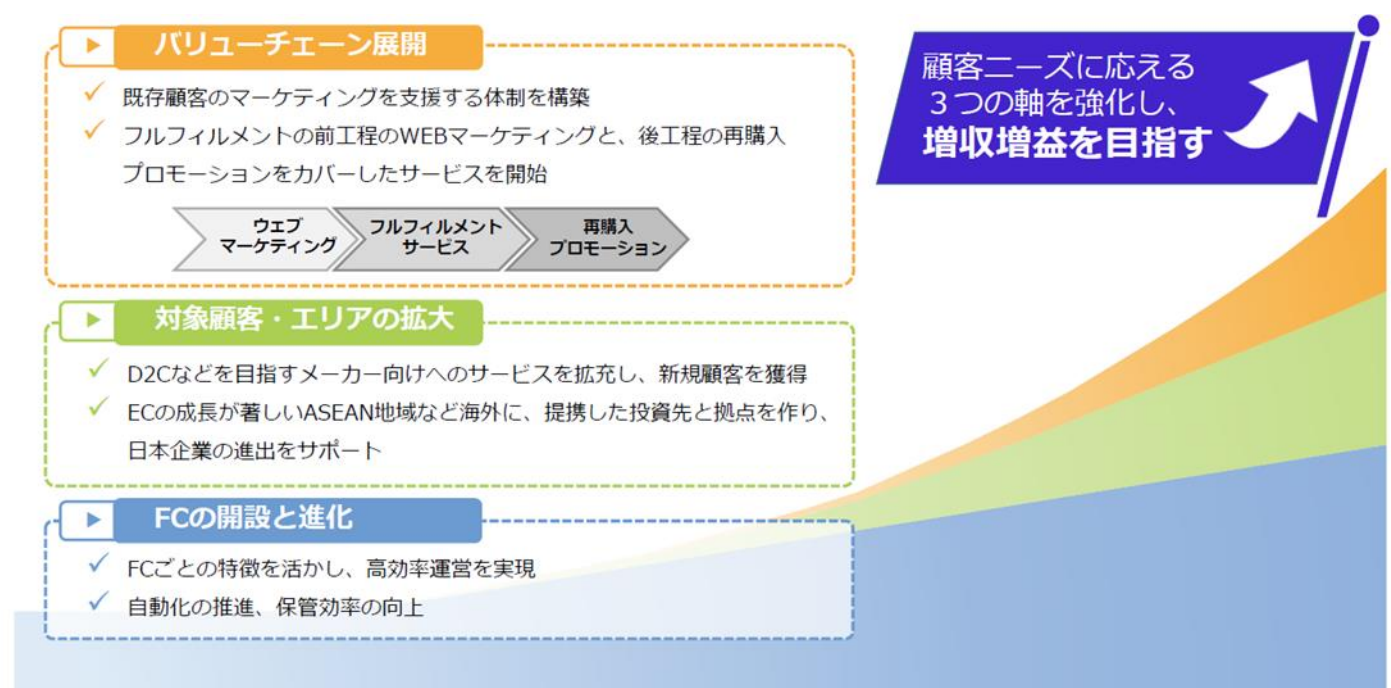 バリューチェーン展開
既存顧客のマーケティングを支援する体制を構築
フルフィルメントの前工程のWEBマーケティングと、後工程の再購入
プロモーションをカバーしたサービスを開始
ウェブ
マーケティング
フルフィルメント
サービス
再購入
プロモーション
対象顧客・エリアの拡大
D2Cなどを目指すメーカー向けへのサービスを拡充し、新規顧客を獲得
ECの成長が著しいASEAN地域など海外に、提携した投資先と拠点を作り、
日本企業の進出をサポート
FCの開設と進化
FCごとの特徴を活かし、高効率運営を実現
自動化の推進、保管効率の向上
顧客ニーズに応える
３つの軸を強化し、
増収増益を目指す